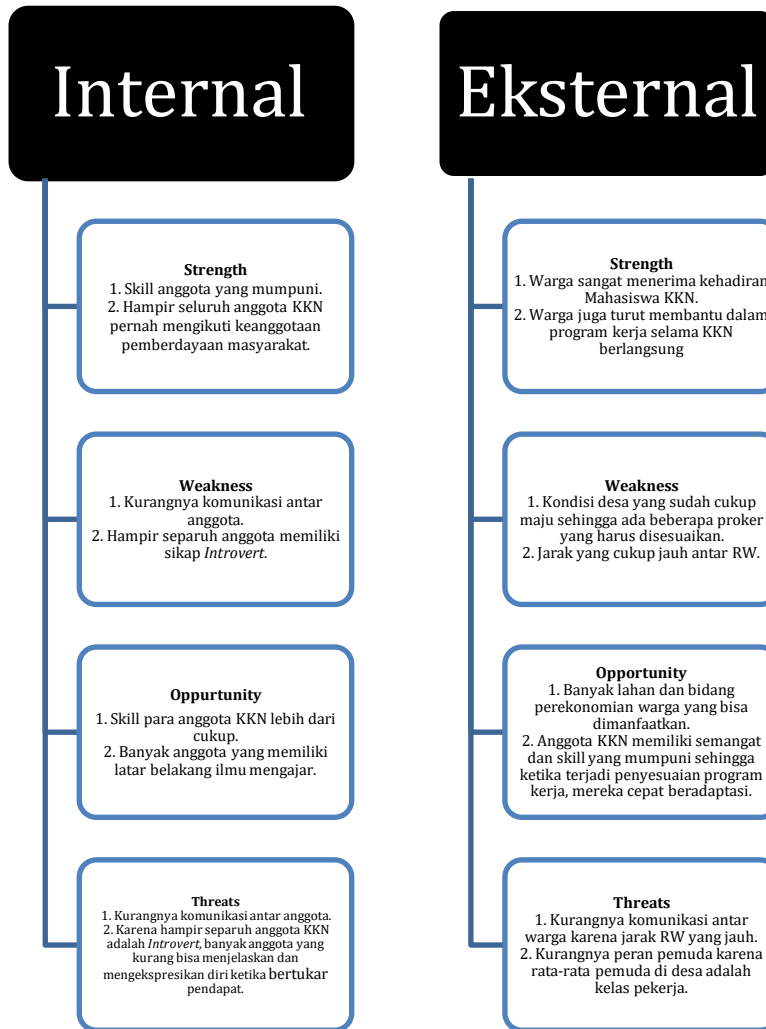 Internal
Strength
1. Skill anggota yang mumpuni.
2. Hampir seluruh anggota KKN
pernah mengikuti keanggotaan
pemberdayaan masyarakat.
Weakness
1. Kurangnya komunikasi antar
anggota.
2. Hampir separuh anggota memiliki
sikap Introvert.
Oppurtunity
1. Skill para anggota KKN lebih dari
cukup.
2. Banyak anggota yang memiliki
latar belakang ilmu mengajar.
Threats
1. Kurangnya komunikasi antar anggota.
2. Karena hampir separuh anggota KKN
adalah Introvert, banyak anggota yang
kurang bisa menjelaskan dan
mengekspresikan diri ketika bertukar
pendapat.
Eksternal
Strength
1. Warga sangat menerima kehadiran
Mahasiswa KKN.
2. Warga juga turut membantu dalam
program kerja selama KKN
berlangsung
Weakness
1. Kondisi desa yang sudah cukup
maju sehingga ada beberapa proker
yang harus disesuaikan.
2. Jarak yang cukup jauh antar RW.
Opportunity
1. Banyak lahan dan bidang
perekonomian warga yang bisa
dimanfaatkan.
2. Anggota KKN memiliki semangat
dan skill yang mumpuni sehingga
ketika terjadi penyesuaian program
kerja, mereka cepat beradaptasi.
Threats
1. Kurangnya komunikasi antar
warga karena jarak RW yang jauh.
2. Kurangnya peran pemuda karena
rata-rata pemuda di desa adalah
kelas pekerja.